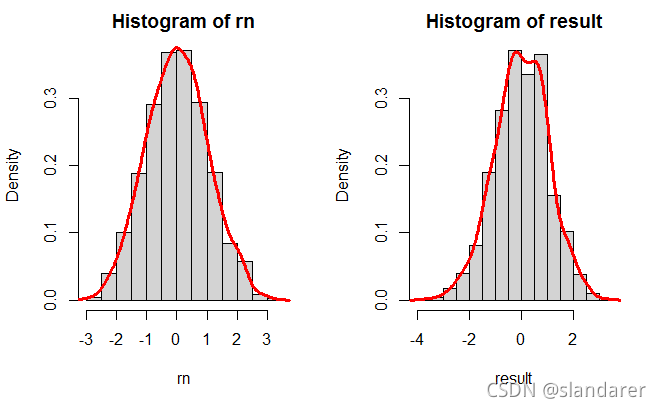 Histogram of rn
Density
0.0 0.1 0.2 0.3
-3 -2 -1 0 1 2 3
rn
Histogram of result
Density
0.0 0.1 0.2 0.3
-4 -2 0 2
result
CSDN @slandarer